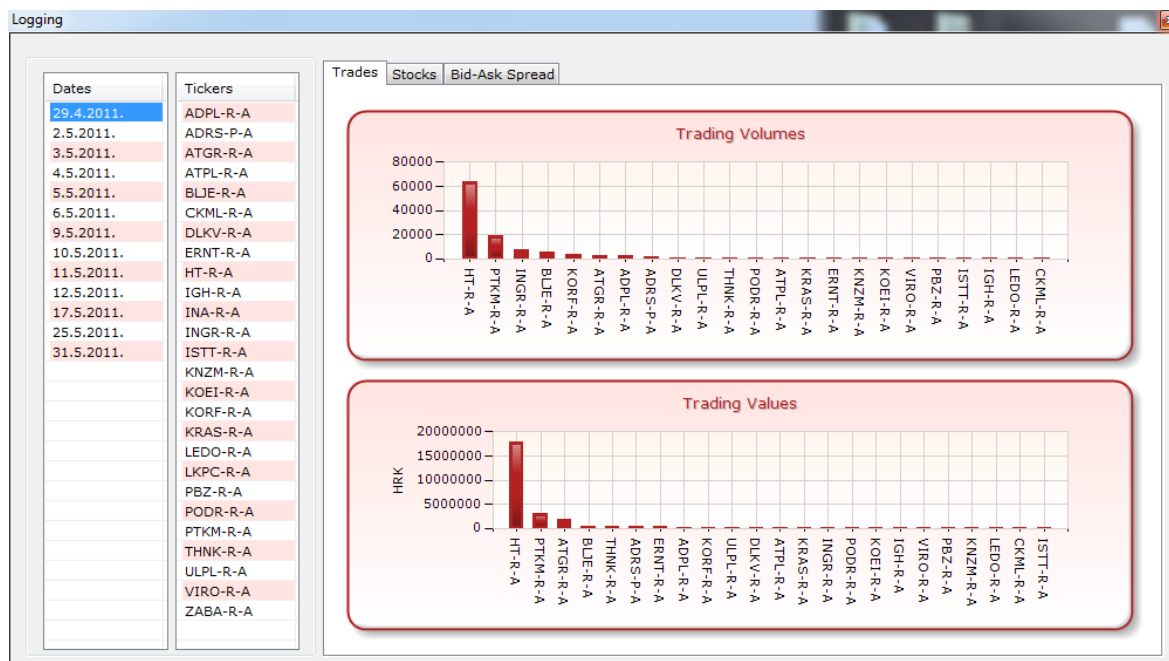 Logging
Dates
29.4.2011.
2.5.2011.
3.5.2011.
4.5.2011.
5.5.2011.
6.5.2011.
9.5.2011.
10.5.2011.
11.5.2011.
12.5.2011.
17.5.2011.
25.5.2011.
31.5.2011.
Tickers
ADPL-R-A
ADRS-P-A
ATGR-R-A
ATPL-R-A
BLJE-R-A
CKML-R-A
DLKV-R-A
ERNT-R-A
HT-R-A
IGH-R-A
INA-R-A
INGR-R-A
ISTT-R-A
KNZM-R-A
KOEI-R-A
KORF-R-A
KRAS-R-A
LEDO-R-A
LKPC-R-A
PBZ-R-A
PODR-R-A
PTKM-R-A
THNK-R-A
ULPL-R-A
VIRO-R-A
ZABA-R-A
Trades Stocks Bid-Ask Spread
Trading Volumes
80000
60000
40000
20000
0
HT-R-A
PTKM-R-A
INGR-R-A
BLJE-R-A
KORF-R-A
ATGR-R-A
ADPL-R-A
ADRS-P-A
DLKV-R-A
ULPL-R-A
THNK-R-A
PODR-R-A
ATPL-R-A
KRAS-R-A
ERNT-R-A
KNZM-R-A
KOEI-R-A
VIRO-R-A
PBZ-R-A
ISTT-R-A
IGH-R-A
LEDO-R-A
CKML-R-A
Trading Values
HRK
20000000
15000000
10000000
5000000
0
HT-R-A
PTKM-R-A
ATGR-R-A
BLJE-R-A
THNK-R-A
ADRS-P-A
ERNT-R-A
ADPL-R-A
KORF-R-A
ULPL-R-A
DLKV-R-A
ATPL-R-A
KRAS-R-A
INGR-R-A
PODR-R-A
KOEI-R-A
IGH-R-A
VIRO-R-A
PBZ-R-A
KNZM-R-A
LEDO-R-A
CKML-R-A
ISTT-R-A